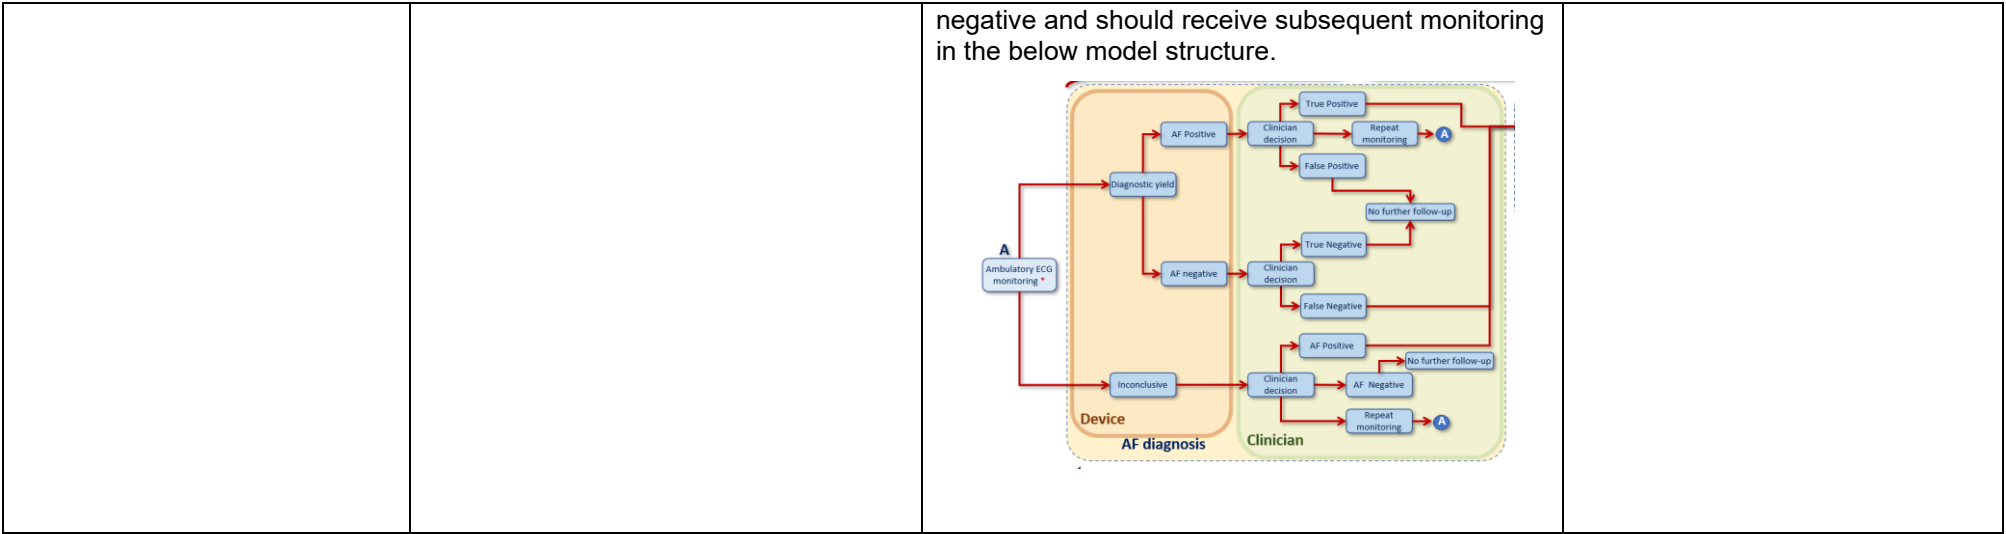 negative and should receive subsequent monitoring
in the below model structure.
True Positive
AF Positive
Clinician
decision
Repeat
monitoring
A
False Positive
Diagnostic yield
No further follow-up
A
Ambulatory ECG
monitoring *
True Negative
AF negative
Clinician
decision
False Negative
AF Positive
No further follow-up
Inconclusive
Clinician
decision
AF Negative
Repeat
monitoring
A
Device
AF diagnosis
Clinician